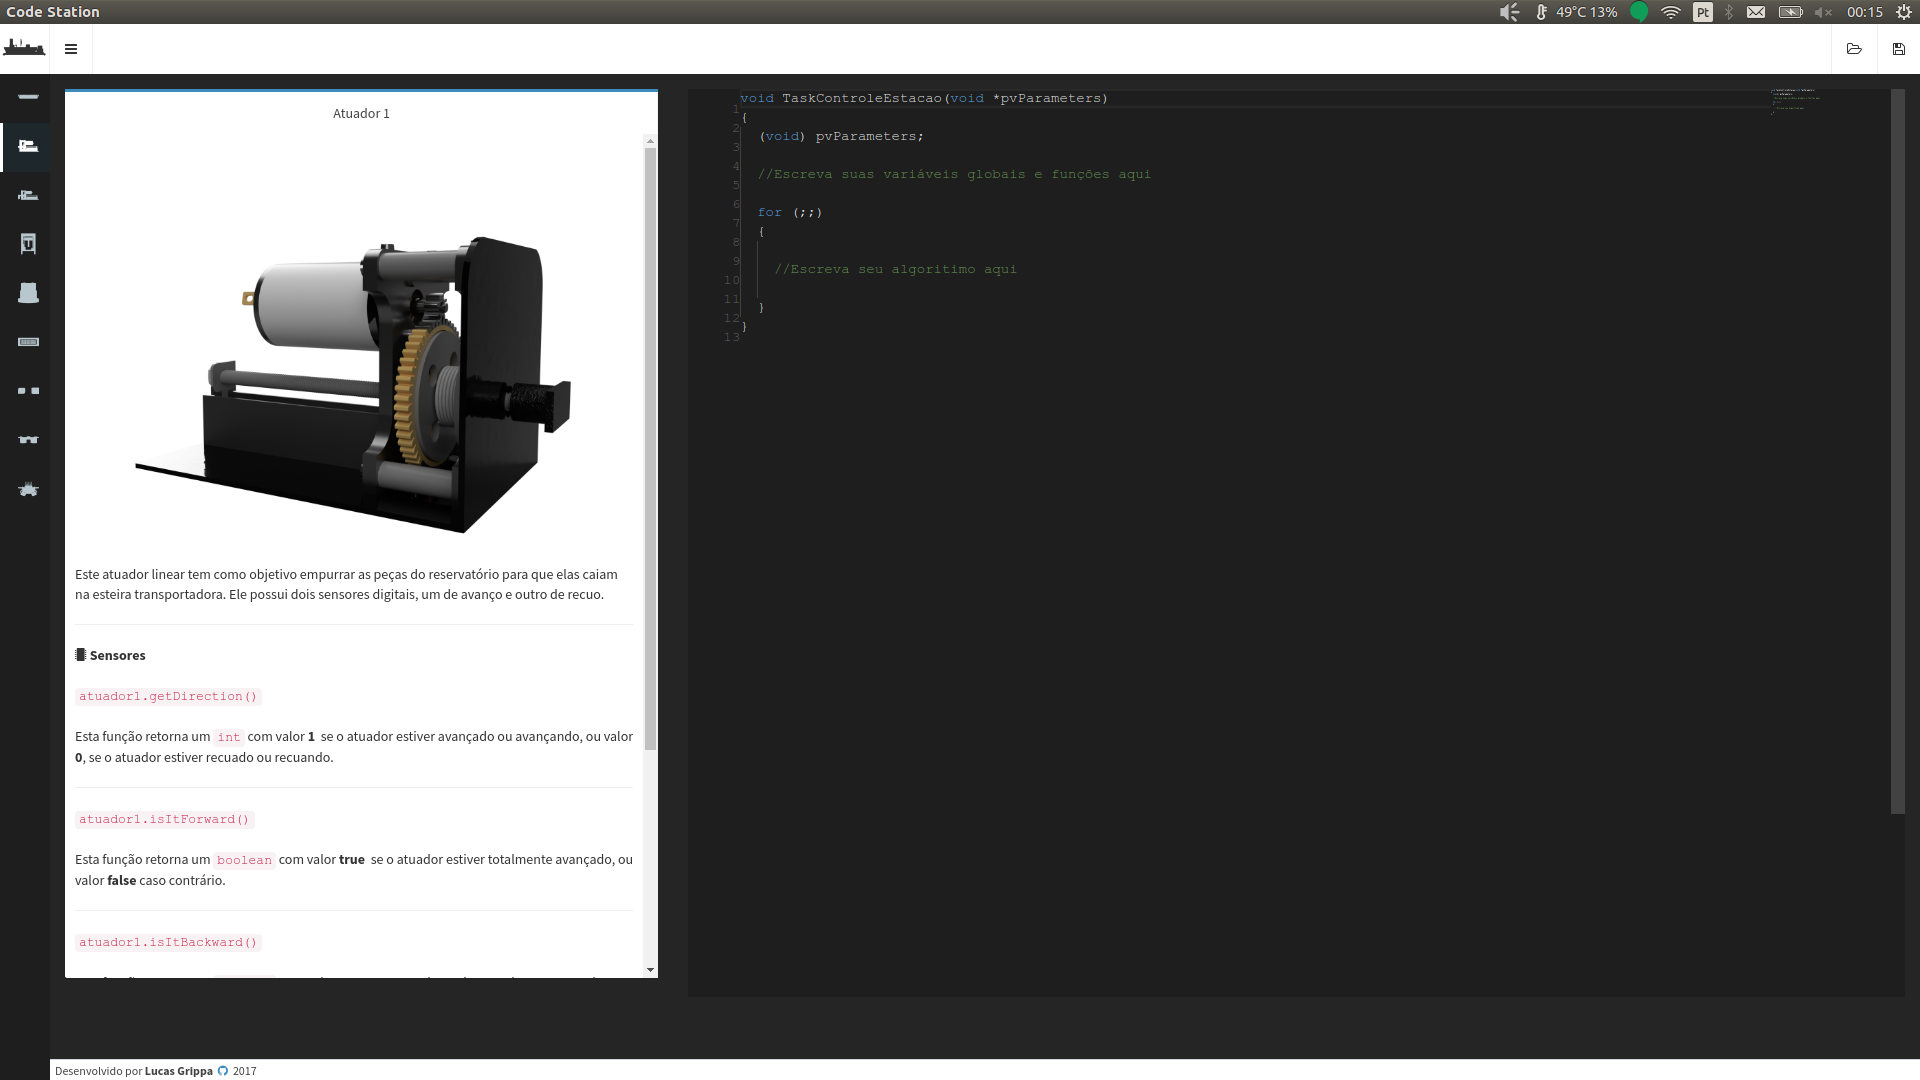 Code Station
49°C 13%
Pt
00:15
Atuador 1
Este atuador linear tem como objetivo empurrar as peças do reservatório para que elas caiam
na esteira transportadora. Ele possui dois sensores digitais, um de avanço e outro de recuo.
Sensores
atuador1.getDirection()
Esta função retorna um int com valor 1 se o atuador estiver avançado ou avançando, ou valor
0, se o atuador estiver recuado ou recuando.
atuador1.isItForward()
Esta função retorna um boolean com valor true se o atuador estiver totalmente avançado, ou
valor false caso contrário.
atuador1.isItBackward()
1 void TaskControleEstacao(void *pvParameters)
2 {
3 (void) pvParameters;
4
5 //Escreva suas variáveis globais e funções aqui
6
7 for (;;)
8 {
9
10 //Escreva seu algoritimo aqui
11
12 }
13 }
Desenvolvido por Lucas Grippa 2017